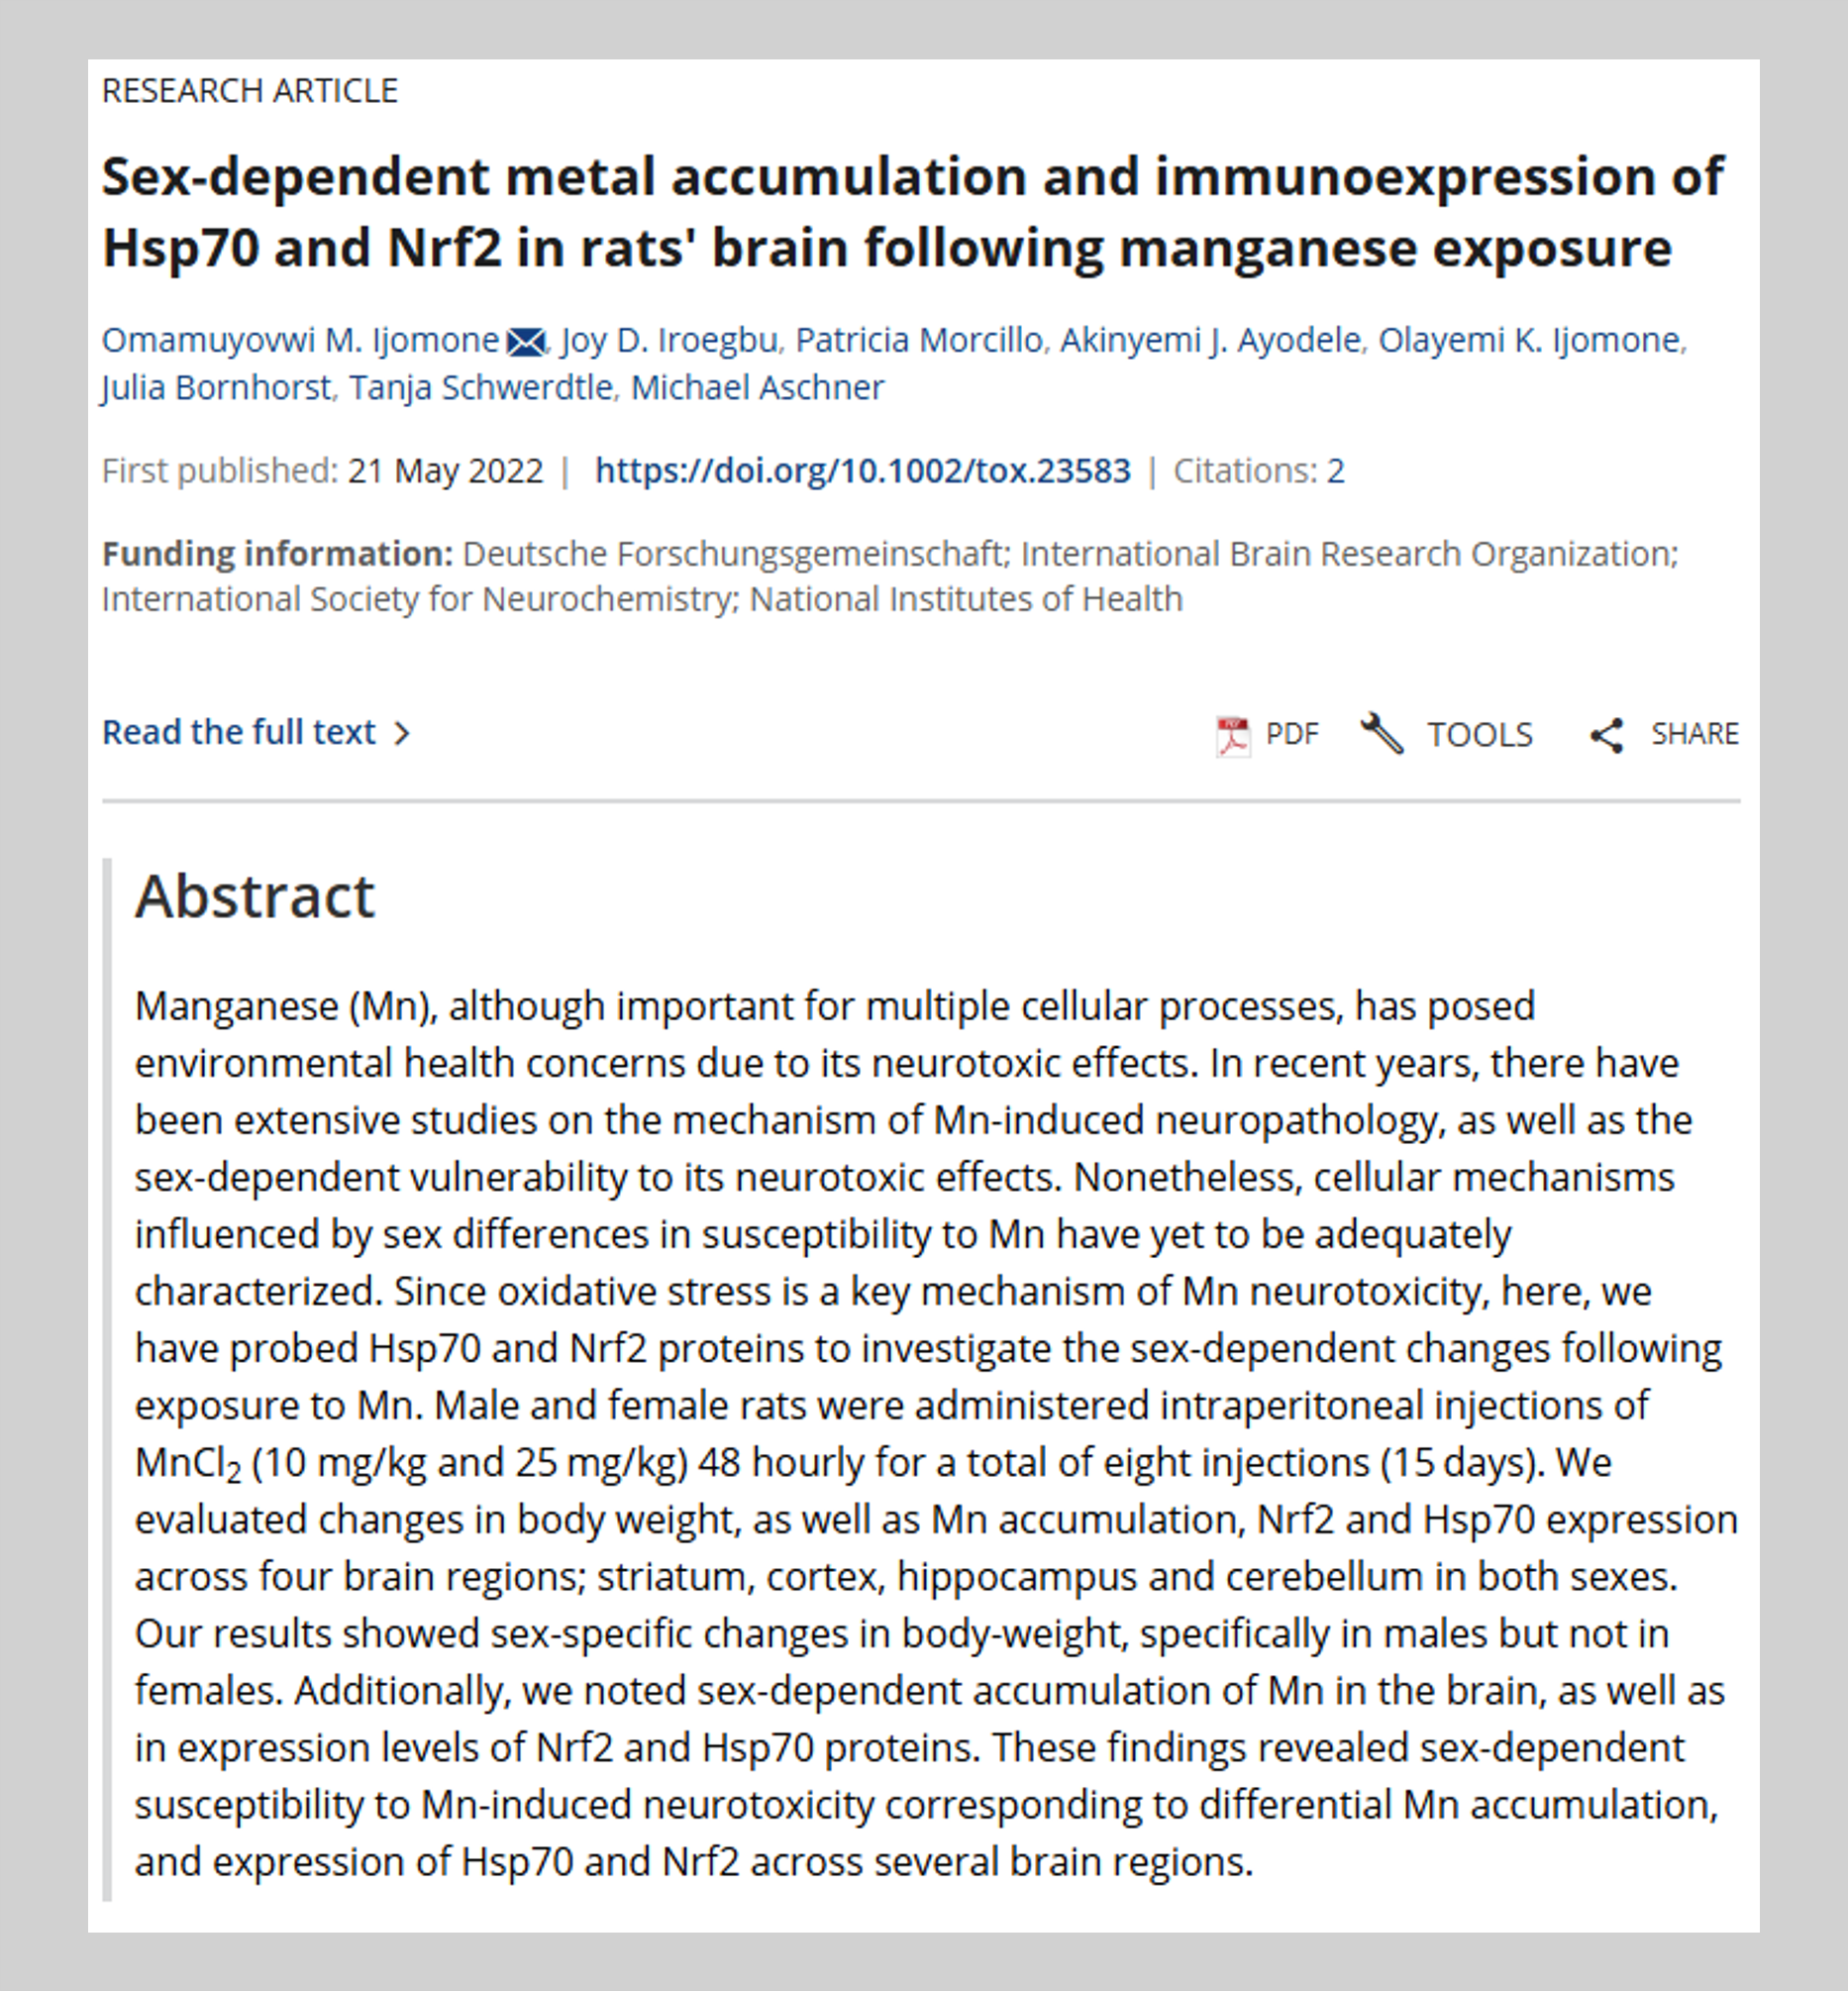 RESEARCH ARTICLE
Sex-dependent metal accumulation and immunoexpression of
Hsp70 and Nrf2 in rats' brain following manganese exposure
Omamuyovwi M. Ijomone, Joy D. Iroegbu, Patricia Morcillo, Akinyemi J. Ayodele, Olayemi K. Ijomone,
Julia Bornhorst, Tanja Schwerdtle, Michael Aschner
First published: 21 May 2022 | https://doi.org/10.1002/tox.23583 | Citations: 2
Funding information: Deutsche Forschungsgemeinschaft; International Brain Research Organization;
International Society for Neurochemistry; National Institutes of Health
Read the full text > PDF TOOLS SHARE
Abstract
Manganese (Mn), although important for multiple cellular processes, has posed
environmental health concerns due to its neurotoxic effects. In recent years, there have
been extensive studies on the mechanism of Mn-induced neuropathology, as well as the
sex-dependent vulnerability to its neurotoxic effects. Nonetheless, cellular mechanisms
influenced by sex differences in susceptibility to Mn have yet to be adequately
characterized. Since oxidative stress is a key mechanism of Mn neurotoxicity, here, we
have probed Hsp70 and Nrf2 proteins to investigate the sex-dependent changes following
exposure to Mn. Male and female rats were administered intraperitoneal injections of
MnCl₂ (10 mg/kg and 25 mg/kg) 48 hourly for a total of eight injections (15 days). We
evaluated changes in body weight, as well as Mn accumulation, Nrf2 and Hsp70 expression
across four brain regions; striatum, cortex, hippocampus and cerebellum in both sexes.
Our results showed sex-specific changes in body-weight, specifically in males but not in
females. Additionally, we noted sex-dependent accumulation of Mn in the brain, as well as
in expression levels of Nrf2 and Hsp70 proteins. These findings revealed sex-dependent
susceptibility to Mn-induced neurotoxicity corresponding to differential Mn accumulation,
and expression of Hsp70 and Nrf2 across several brain regions.